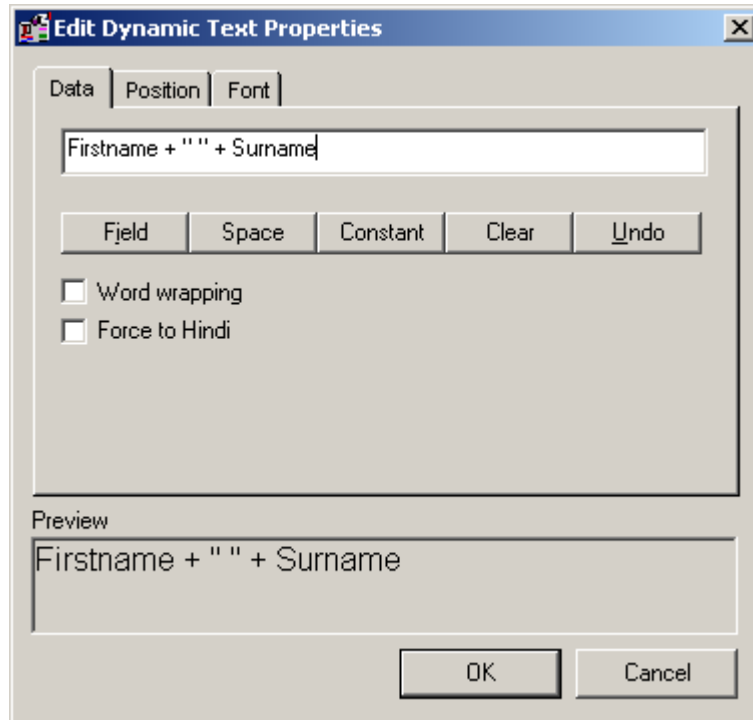 Edit Dynamic Text Properties
Data Position Font
Firstname + " " + Surname
Field Space Constant Clear Undo
Word wrapping
Force to Hindi
Preview
Firstname + " " + Surname
OK Cancel